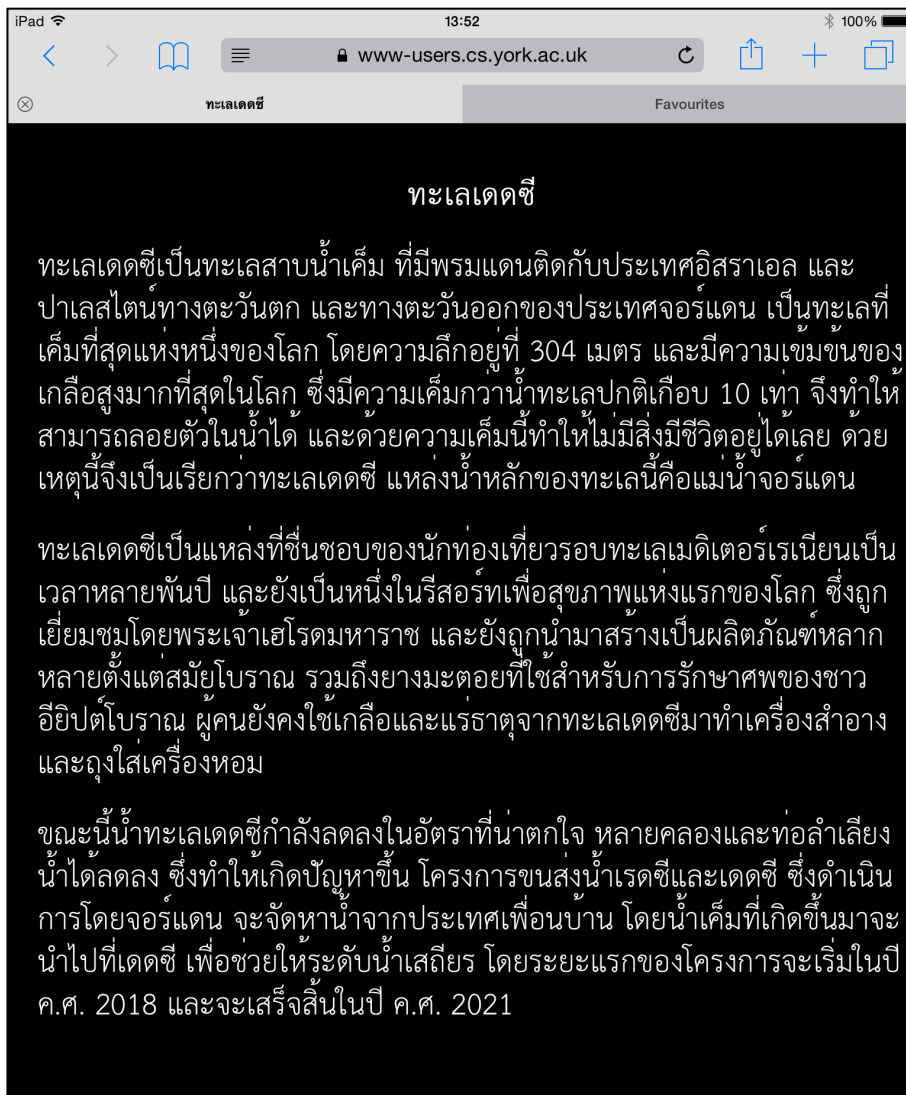 iPad 13:52 100%
www-users.cs.york.ac.uk
ทะเลเดดซี Favourites
ทะเลเดดซี
ทะเลเดดซีเป็นทะเลสาบน้ำเค็ม ที่มีพรมแดนติดกับประเทศอิสราเอล และ
ปาเลสไตน์ทางตะวันตก และทางตะวันออกของประเทศจอร์แดน เป็นทะเลที่
เค็มที่สุดแห่งหนึ่งของโลก โดยความลึกอยู่ที่ 304 เมตร และมีความเข้มข้นของ
เกลือสูงมากที่สุดในโลก ซึ่งมีความเค็มกว่าน้ำทะเลปกติเกือบ 10 เท่า จึงทำให้
สามารถลอยตัวในน้ำได้ และด้วยความเค็มนี้ทำให้ไม่มีสิ่งมีชีวิตอยู่ได้เลย ด้วย
เหตุนี้จึงเป็นเรียกว่าทะเลเดดซี แหล่งน้ำหลักของทะเลนี้คือแม่น้ำจอร์แดน
ทะเลเดดซีเป็นแหล่งที่ชื่นชอบของนักท่องเที่ยวรอบทะเลเมดิเตอร์เรเนียนเป็น
เวลาหลายพันปี และยังเป็นหนึ่งในรีสอร์ทเพื่อสุขภาพแห่งแรกของโลก ซึ่งถูก
เยี่ยมชมโดยพระเจ้าเฮโรดมหาราช และยังถูกนำมาสร้างเป็นผลิตภัณฑ์หลาก
หลายตั้งแต่สมัยโบราณ รวมถึงยางมะตอยที่ใช้สำหรับการรักษาศพของชาว
อียิปต์โบราณ ผู้คนยังคงใช้เกลือและแร่ธาตุจากทะเลเดดซีมาทำเครื่องสำอาง
และถุงใส่เครื่องหอม
ขณะนี้น้ำทะเลเดดซีกำลังลดลงในอัตราที่น่าตกใจ หลายคลองและท่อลำเลียง
น้ำได้ลดลง ซึ่งทำให้เกิดปัญหาขึ้น โครงการขนส่งน้ำเรดซีและเดดซี ซึ่งดำเนิน
การโดยจอร์แดน จะจัดหาน้ำจากประเทศเพื่อนบ้าน โดยน้ำเค็มที่เกิดขึ้นมาจะ
นำไปที่เดดซี เพื่อช่วยให้ระดับน้ำเสถียร โดยระยะแรกของโครงการจะเริ่มในปี
ค.ศ. 2018 และจะเสร็จสิ้นในปี ค.ศ. 2021